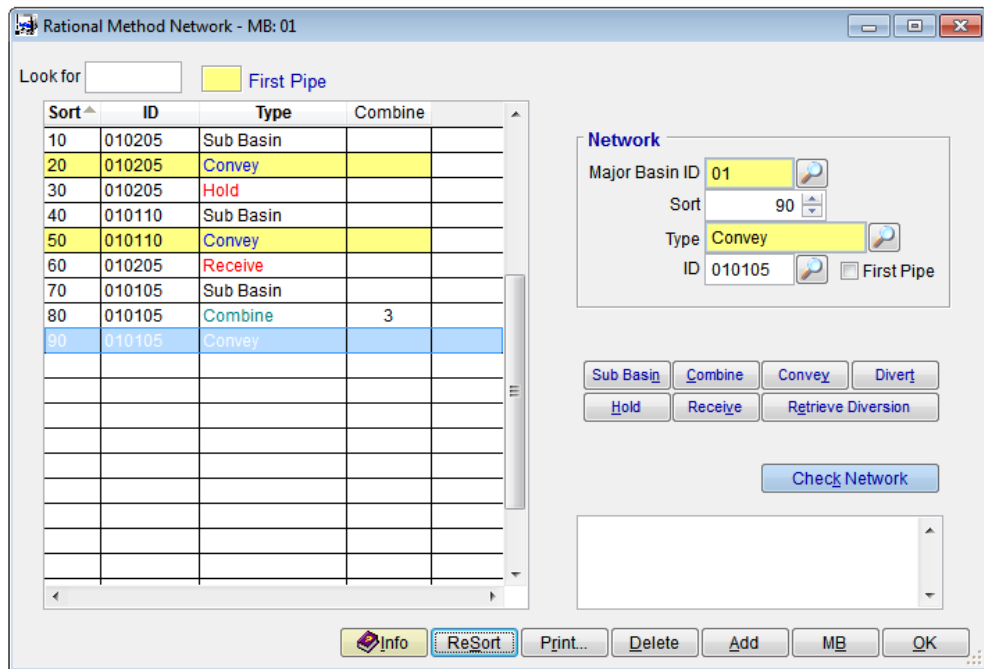 Rational Method Network - MB: 01
Look for First Pipe
Sort ID Type Combine
10 010205 Sub Basin
20 010205 Convey
30 010205 Hold
40 010110 Sub Basin
50 010110 Convey
60 010205 Receive
70 010105 Sub Basin
80 010105 Combine 3
90 010105 Convey
Network
Major Basin ID 01
Sort 90
Type Convey
ID 010105 First Pipe
Sub Basin Combine Convey Divert
Hold Receive Retrieve Diversion
Check Network
Info ReSort Print... Delete Add MB OK